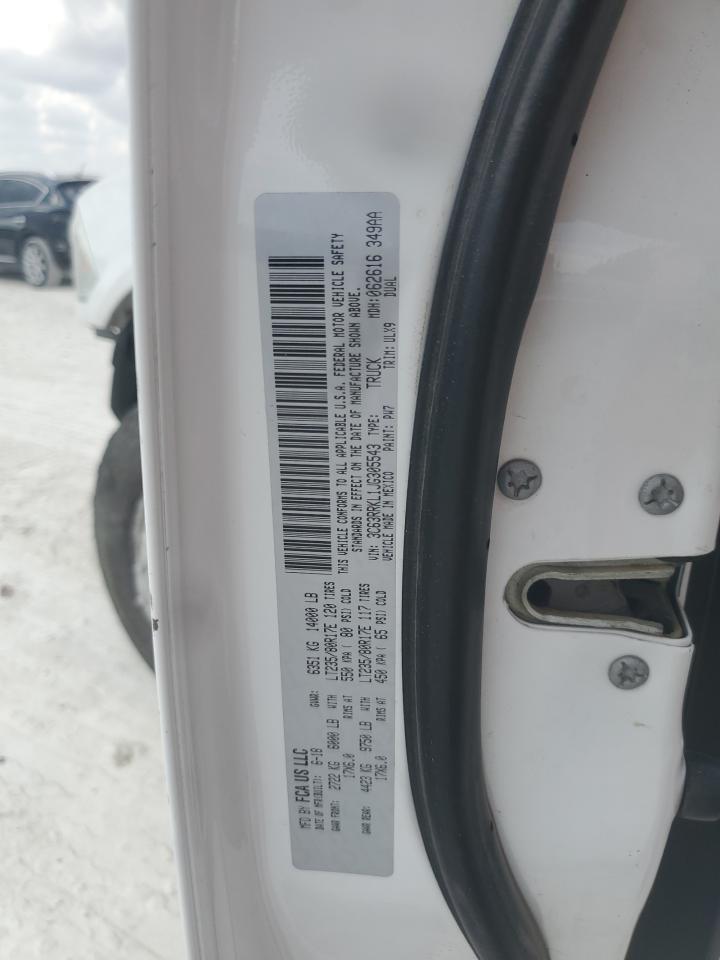 MFD BY FCA US LLC
DATE OF MFR(BUILT): 6-18 GVWR: 6351 KG 14000 LB
GAWR FRONT: 2722 KG 6000 LB WITH LT235/80R17E 120 TIRES
17X6.0 RIMS AT 550 KPA ( 80 PSI) COLD
GAWR REAR: 4423 KG 9750 LB WITH LT235/80R17E 117 TIRES
17X6.0 RIMS AT 450 KPA ( 65 PSI) COLD
THIS VEHICLE CONFORMS TO ALL APPLICABLE U.S.A. FEDERAL MOTOR VEHICLE SAFETY
STANDARDS IN EFFECT ON THE DATE OF MANUFACTURE SHOWN ABOVE.
VIN: 3C63RRKL1JG305543 TYPE: TRUCK MDH:062616 349AA
VEHICLE MADE IN MEXICO PAINT: PW7 TRIM: ULX9 DUAL